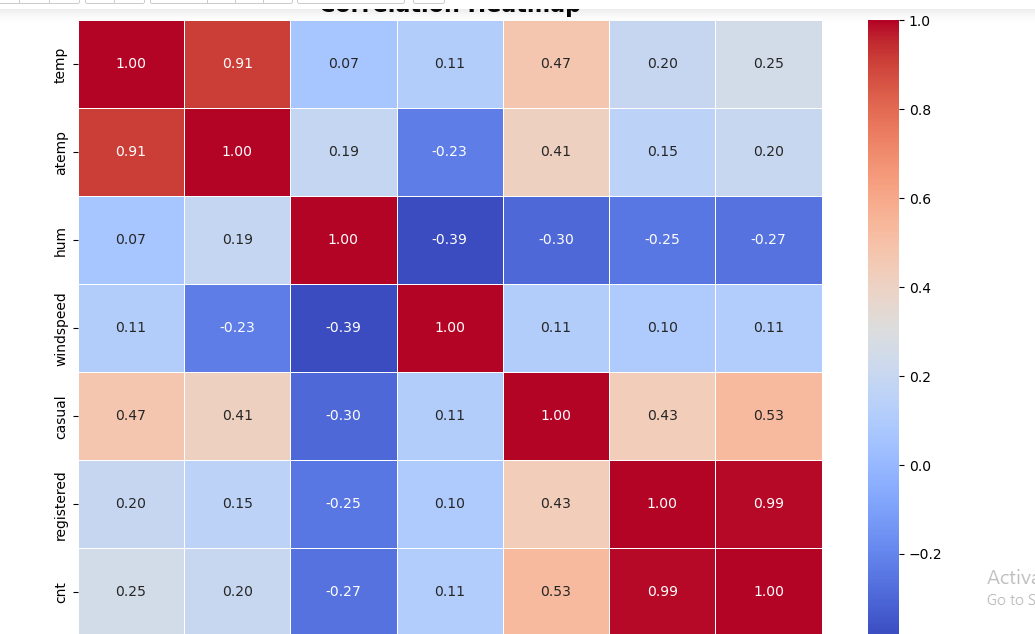 Correlation Heatmap
temp 1.00 0.91 0.07 0.11 0.47 0.20 0.25
atemp 0.91 1.00 0.19 -0.23 0.41 0.15 0.20
hum 0.07 0.19 1.00 -0.39 -0.30 -0.25 -0.27
windspeed 0.11 -0.23 -0.39 1.00 0.11 0.10 0.11
casual 0.47 0.41 -0.30 0.11 1.00 0.43 0.53
registered 0.20 0.15 -0.25 0.10 0.43 1.00 0.99
cnt 0.25 0.20 -0.27 0.11 0.53 0.99 1.00
1.0
0.8
0.6
0.4
0.2
0.0
−0.2
Activa
Go to S